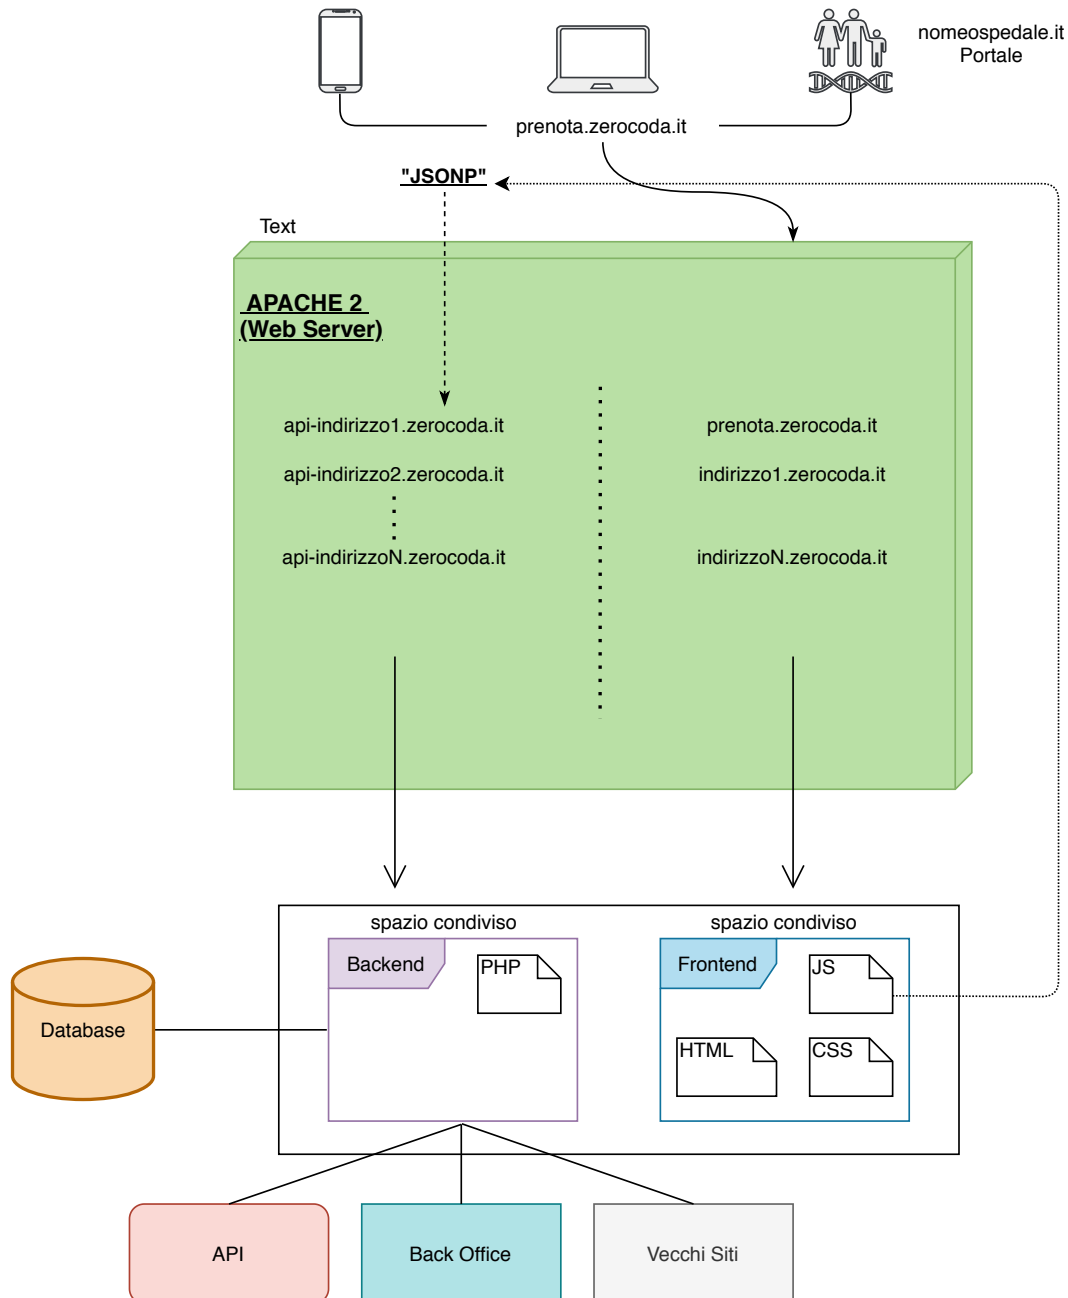 nomeospedale.it
Portale
prenota.zerocoda.it
"JSONP"
Text
APACHE 2
(Web Server)
api-indirizzo1.zerocoda.it
prenota.zerocoda.it
api-indirizzo2.zerocoda.it
indirizzo1.zerocoda.it
api-indirizzoN.zerocoda.it
indirizzoN.zerocoda.it
spazio condiviso
spazio condiviso
Backend
PHP
Frontend
JS
HTML
CSS
Database
API
Back Office
Vecchi Siti